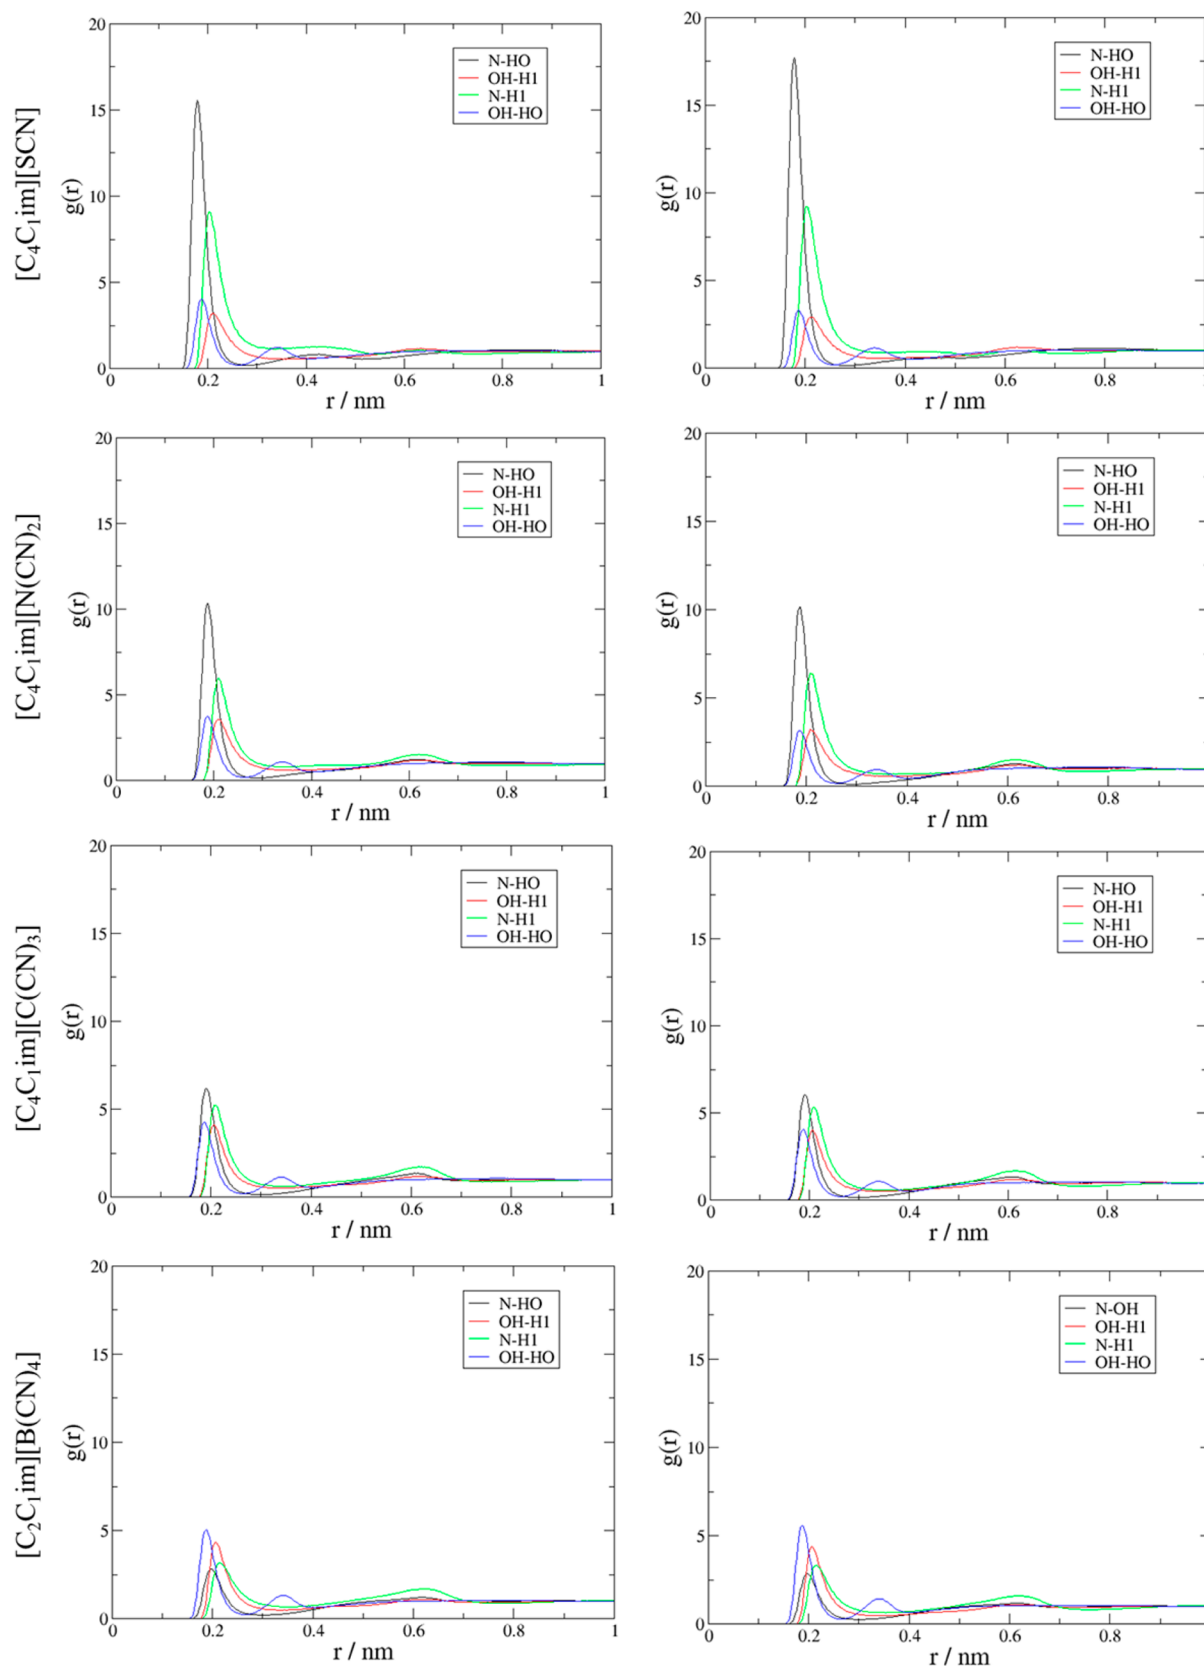 [C₄C₁im][SCN]
g(r)
20
15
10
5
0
0
0.2
0.4
0.6
0.8
1
r / nm
N-HO
OH-H1
N-H1
OH-HO
g(r)
20
15
10
5
0
0
0.2
0.4
0.6
0.8
r / nm
N-HO
OH-H1
N-H1
OH-HO
[C₄C₁im][N(CN)₂]
g(r)
20
15
10
5
0
0
0.2
0.4
0.6
0.8
1
r / nm
N-HO
OH-H1
N-H1
OH-HO
g(r)
20
15
10
5
0
0
0.2
0.4
0.6
0.8
r / nm
N-HO
OH-H1
N-H1
OH-HO
[C₄C₁im][C(CN)₃]
g(r)
20
15
10
5
0
0
0.2
0.4
0.6
0.8
1
r / nm
N-HO
OH-H1
N-H1
OH-HO
g(r)
20
15
10
5
0
0
0.2
0.4
0.6
0.8
r / nm
N-HO
OH-H1
N-H1
OH-HO
[C₂C₁im][B(CN)₄]
g(r)
20
15
10
5
0
0
0.2
0.4
0.6
0.8
1
r / nm
N-HO
OH-H1
N-H1
OH-HO
g(r)
20
15
10
5
0
0
0.2
0.4
0.6
0.8
r / nm
N-OH
OH-H1
N-H1
OH-HO